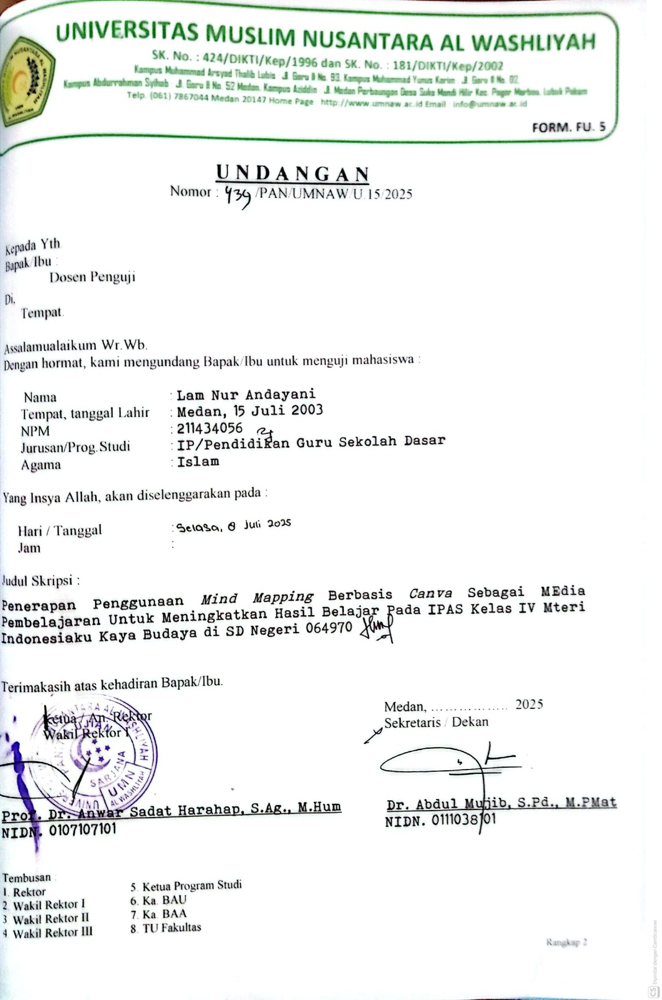 UNIVERSITAS MUSLIM NUSANTARA AL WASHLIYAH
SK. No. : 424/DIKTI/Kep/1996 dan SK. No. : 181/DIKTI/Kep/2002
Kampus Muhammad Arsyad Thalib Lubis : Jl. Garu II No. 93, Kampus Muhammad Yunus Karim : Jl. Garu II No. 02,
Kampus Abdurrahman Syihab : Jl. Garu II No. 52 Medan, Kampus Aziddin : Jl. Medan Perbaungan Desa Suka Mandi Hilir Kec. Pagar Merbau, Lubuk Pakam
Telp. (061) 7867044 Medan 20147 Home Page : http://www.umnaw.ac.id Email : info@umnaw.ac.id
FORM. FU. 5
UNDANGAN
Nomor : 439 /PAN/UMNAW/U.15/2025
Kepada Yth
Bapak/Ibu :
Dosen Penguji
Di,
Tempat.
Assalamualaikum Wr.Wb.
Dengan hormat, kami mengundang Bapak/Ibu untuk menguji mahasiswa :
Nama : Lam Nur Andayani
Tempat, tanggal Lahir : Medan, 15 Juli 2003
NPM : 211434056
Jurusan/Prog.Studi : IP/Pendidikan Guru Sekolah Dasar
Agama : Islam
Yang Insya Allah, akan diselenggarakan pada :
Hari / Tanggal : Selasa, 8 Juli 2025
Jam :
Judul Skripsi :
Penerapan Penggunaan Mind Mapping Berbasis Canva Sebagai MEdia
Pembelajaran Untuk Meningkatkan Hasil Belajar Pada IPAS Kelas IV Mteri
Indonesiaku Kaya Budaya di SD Negeri 064970
Terimakasih atas kehadiran Bapak/Ibu.
Medan, .................. 2025
Ketua / An. Rektor
Wakil Rektor I
Sekretaris / Dekan
PANITIA UJIAN
SARJANA
UMN
AL WASHLIYAH
Prof. Dr. Anwar Sadat Harahap, S.Ag., M.Hum
NIDN. 0107107101
Dr. Abdul Mujib, S.Pd., M.PMat
NIDN. 0111038101
Tembusan :
1. Rektor
2. Wakil Rektor I
3. Wakil Rektor II
4. Wakil Rektor III
5. Ketua Program Studi
6. Ka. BAU
7. Ka. BAA
8. TU Fakultas
Rangkap 2
CS Dipindai dengan CamScanner